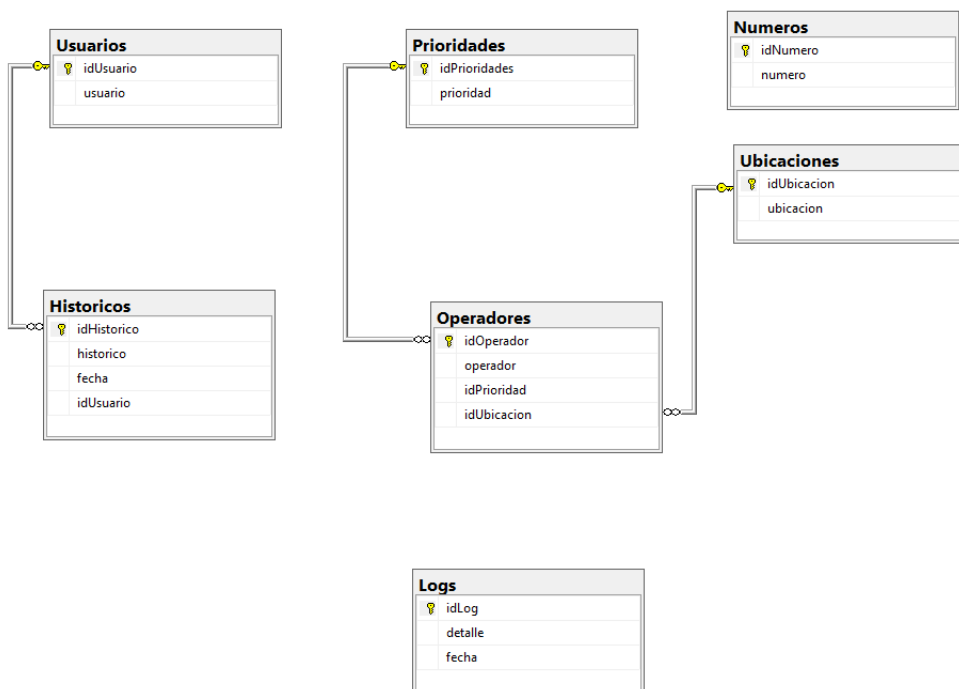 Usuarios
idUsuario
usuario
Prioridades
idPrioridades
prioridad
Numeros
idNumero
numero
Ubicaciones
idUbicacion
ubicacion
Historicos
idHistorico
historico
fecha
idUsuario
Operadores
idOperador
operador
idPrioridad
idUbicacion
Logs
idLog
detalle
fecha